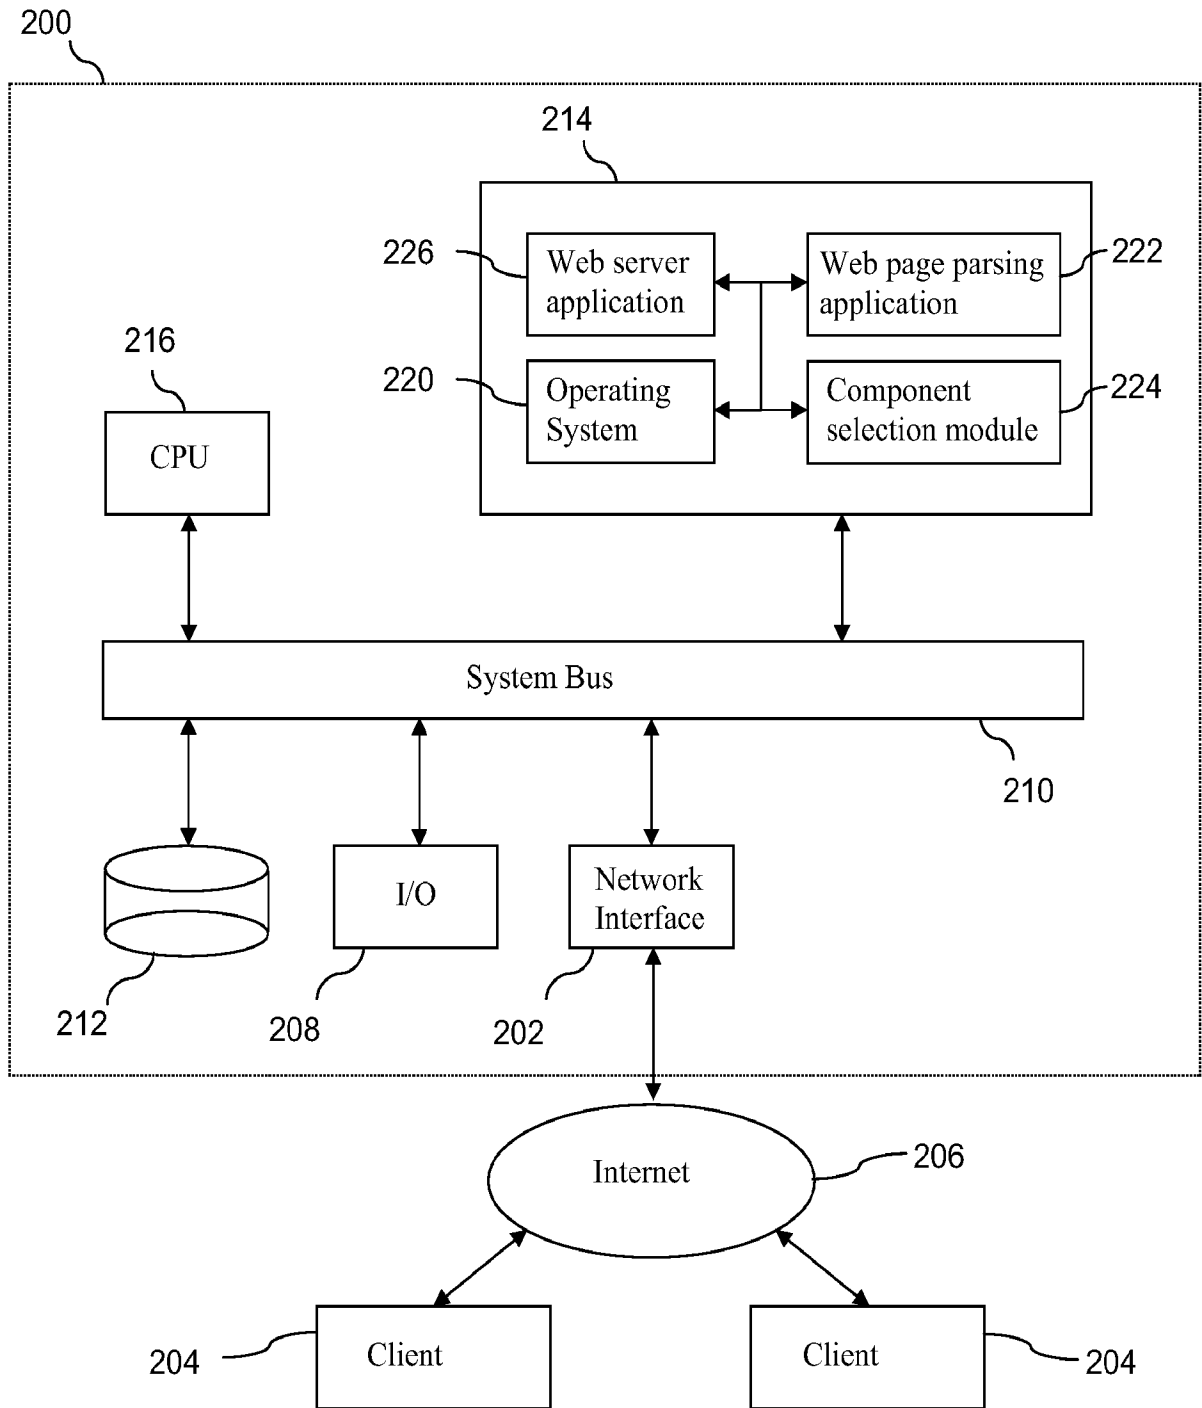 200
214
226
Web server
application
Web page parsing
application
222
216
220
Operating
System
Component
selection module
224
CPU
System Bus
210
I/O
Network
Interface
212
208
202
Internet
206
204
Client
Client
204